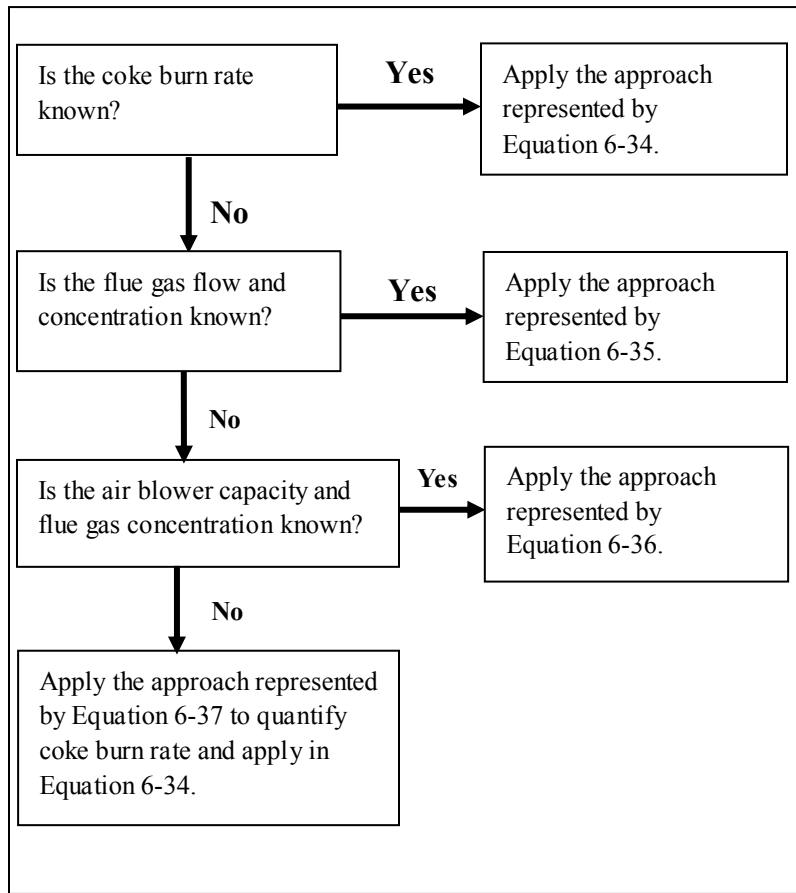 Is the coke burn rate
known?
Yes
Apply the approach
represented by
Equation 6-34.
No
Is the flue gas flow and
concentration known?
Yes
Apply the approach
represented by
Equation 6-35.
No
Is the air blower capacity and
flue gas concentration known?
Yes
Apply the approach
represented by
Equation 6-36.
No
Apply the approach represented
by Equation 6-37 to quantify
coke burn rate and apply in
Equation 6-34.